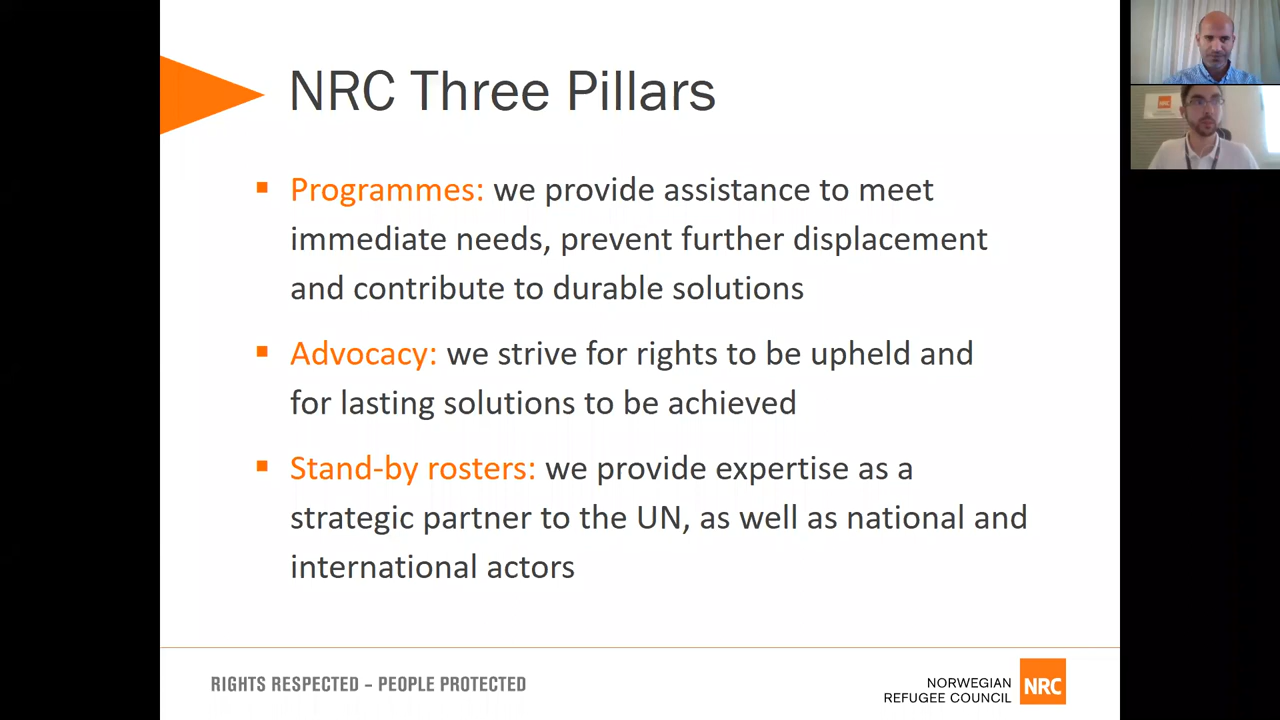 NRC Three Pillars
▪ Programmes: we provide assistance to meet
immediate needs, prevent further displacement
and contribute to durable solutions
▪ Advocacy: we strive for rights to be upheld and
for lasting solutions to be achieved
▪ Stand-by rosters: we provide expertise as a
strategic partner to the UN, as well as national and
international actors
RIGHTS RESPECTED – PEOPLE PROTECTED
NORWEGIAN
REFUGEE COUNCIL
NRC
NRC